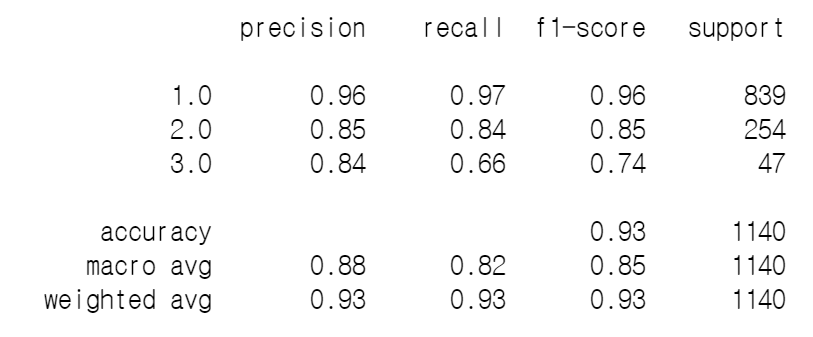 precision recall f1-score support
1.0 0.96 0.97 0.96 839
2.0 0.85 0.84 0.85 254
3.0 0.84 0.66 0.74 47
accuracy 0.93 1140
macro avg 0.88 0.82 0.85 1140
weighted avg 0.93 0.93 0.93 1140